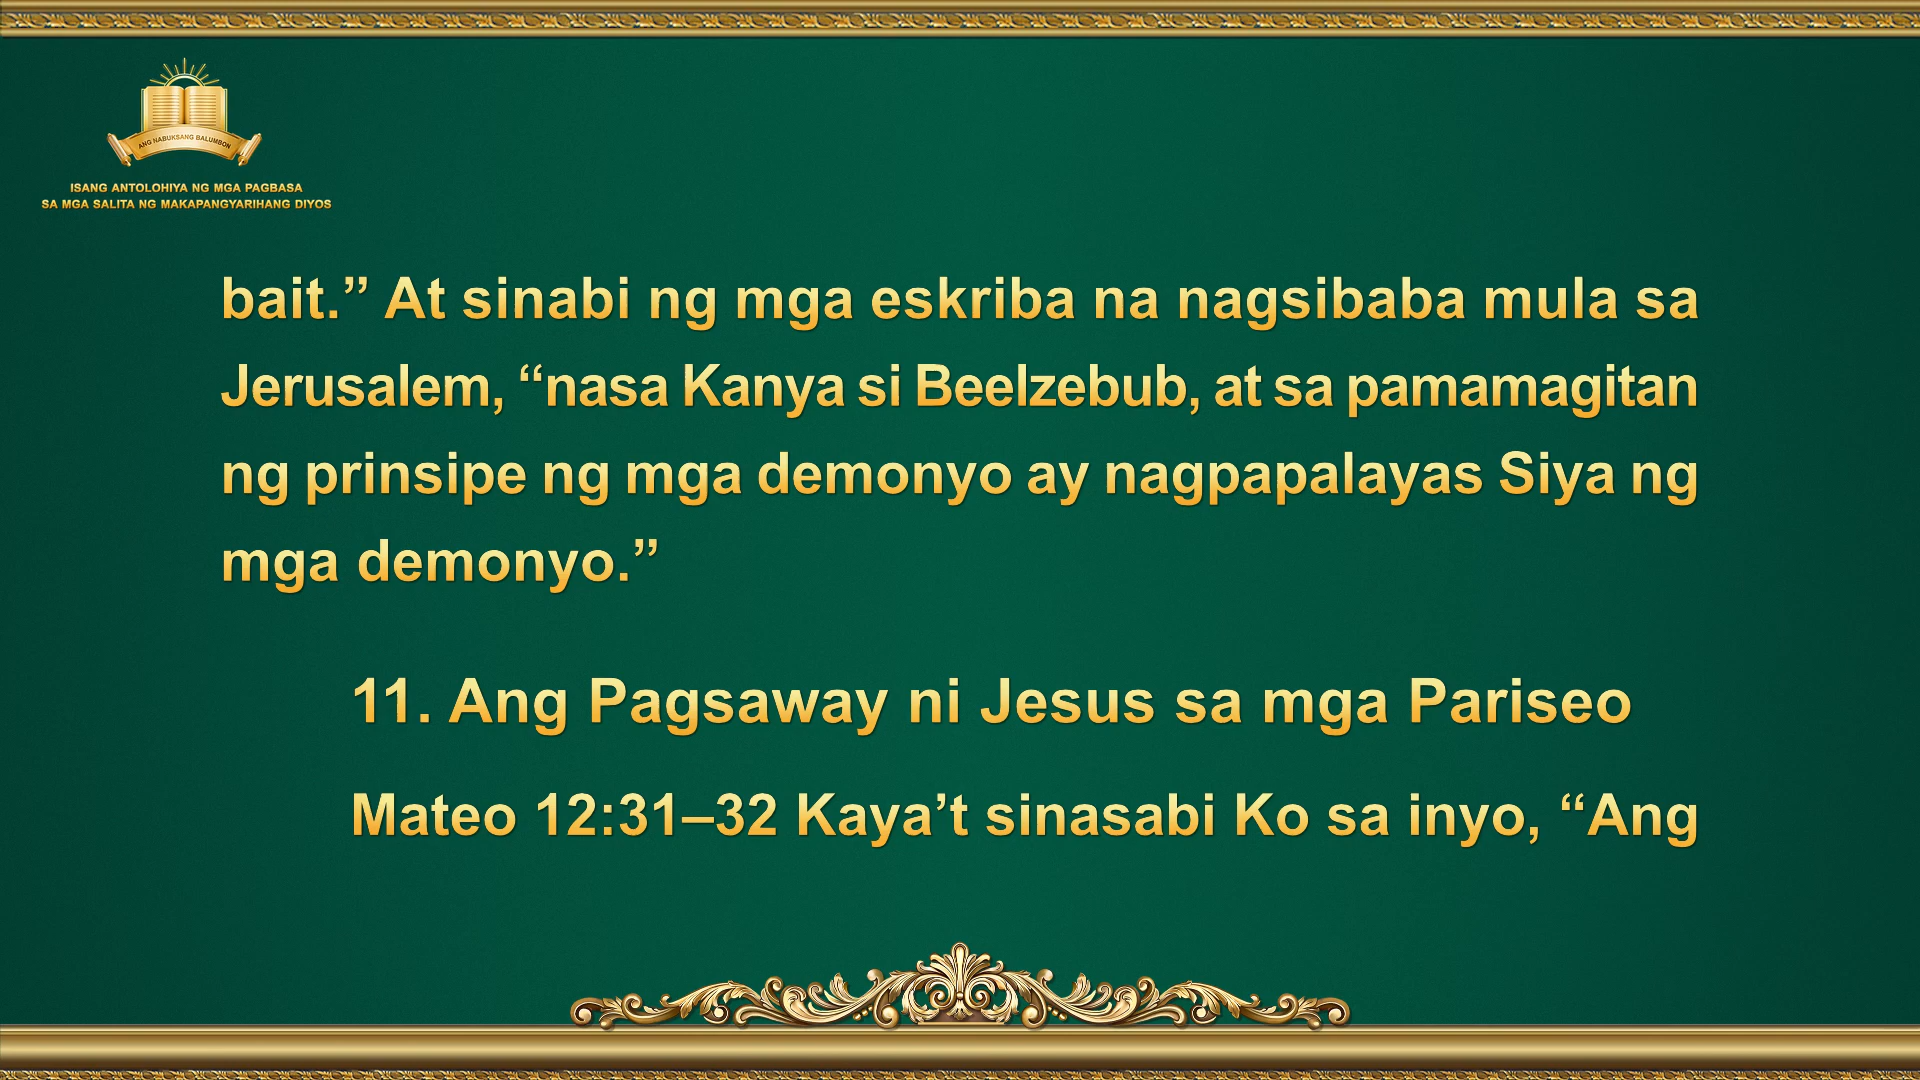 ANG NABUKSANG BALUMBON
ISANG ANTOLOHIYA NG MGA PAGBASA
SA MGA SALITA NG MAKAPANGYARIHANG DIYOS
bait.” At sinabi ng mga eskriba na nagsibaba mula sa
Jerusalem, “nasa Kanya si Beelzebub, at sa pamamagitan
ng prinsipe ng mga demonyo ay nagpapalayas Siya ng
mga demonyo.”
11. Ang Pagsaway ni Jesus sa mga Pariseo
Mateo 12:31–32 Kaya’t sinasabi Ko sa inyo, “Ang